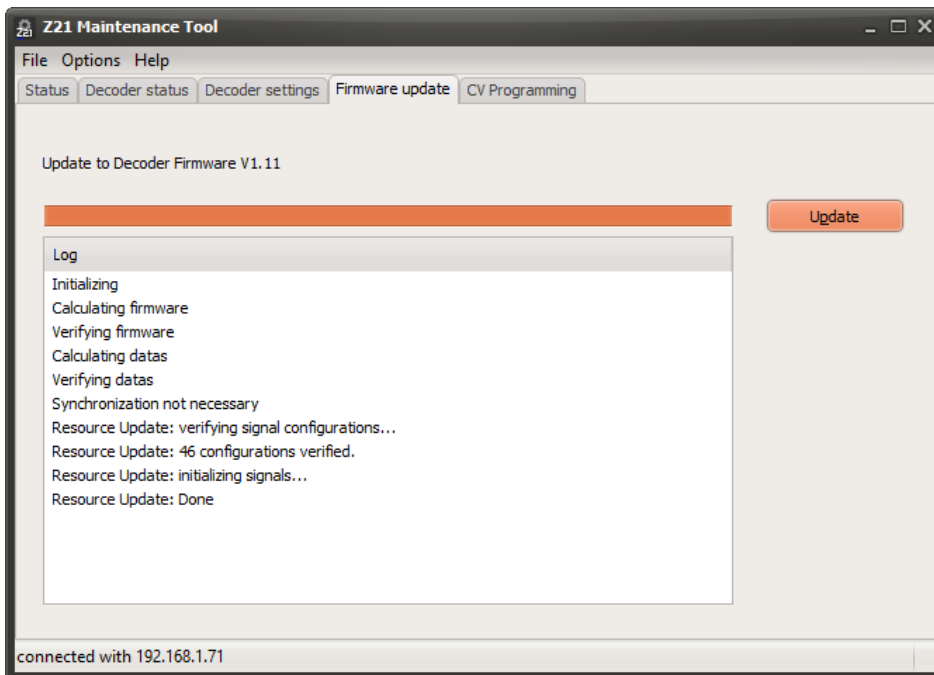 Z21 Z21 Maintenance Tool
File Options Help
Status Decoder status Decoder settings Firmware update CV Programming
Update to Decoder Firmware V1.11
Update
Log
Initializing
Calculating firmware
Verifying firmware
Calculating datas
Verifying datas
Synchronization not necessary
Resource Update: verifying signal configurations...
Resource Update: 46 configurations verified.
Resource Update: initializing signals...
Resource Update: Done
connected with 192.168.1.71